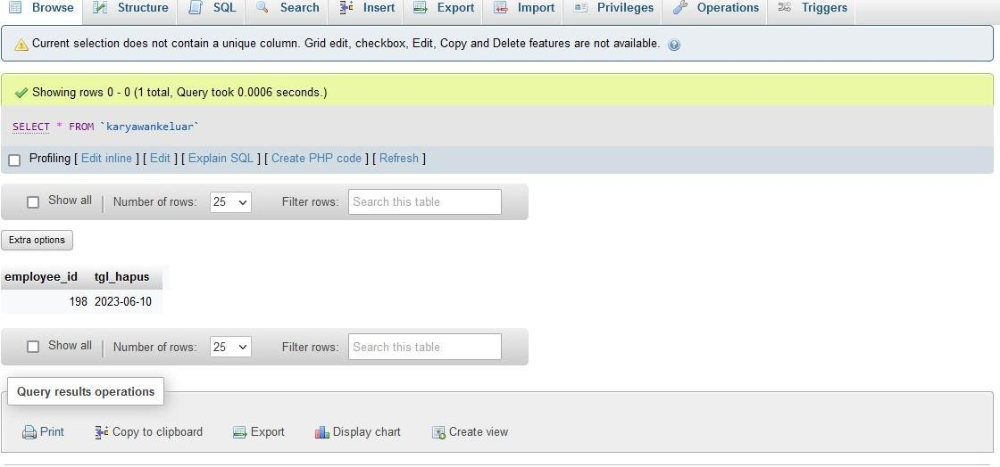 Browse Structure SQL Search Insert Export Import Privileges Operations Triggers
Current selection does not contain a unique column. Grid edit, checkbox, Edit, Copy and Delete features are not available.
Showing rows 0 - 0 (1 total, Query took 0.0006 seconds.)
SELECT * FROM `karyawankeluar`
Profiling [ Edit inline ] [ Edit ] [ Explain SQL ] [ Create PHP code ] [ Refresh ]
Show all | Number of rows: 25 Filter rows: Search this table
Extra options
employee_id tgl_hapus
198 2023-06-10
Show all | Number of rows: 25 Filter rows: Search this table
Query results operations
Print Copy to clipboard Export Display chart Create view